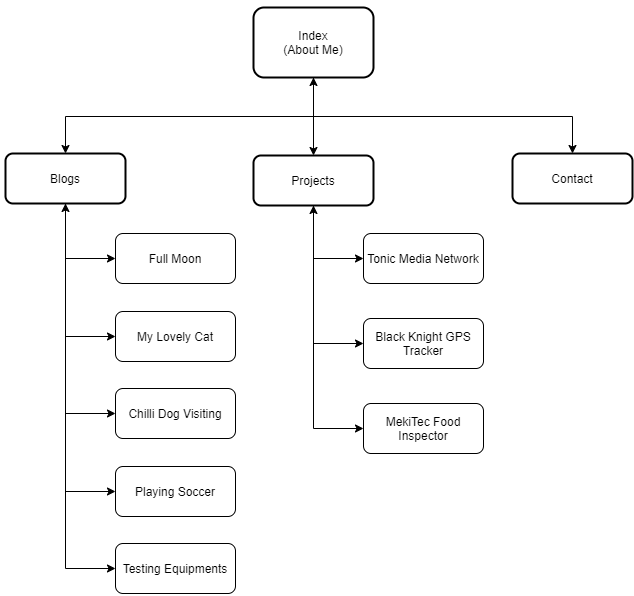 Index
(About Me)
Blogs
Projects
Contact
Full Moon
My Lovely Cat
Chilli Dog Visiting
Playing Soccer
Testing Equipments
Tonic Media Network
Black Knight GPS
Tracker
MekiTec Food
Inspector